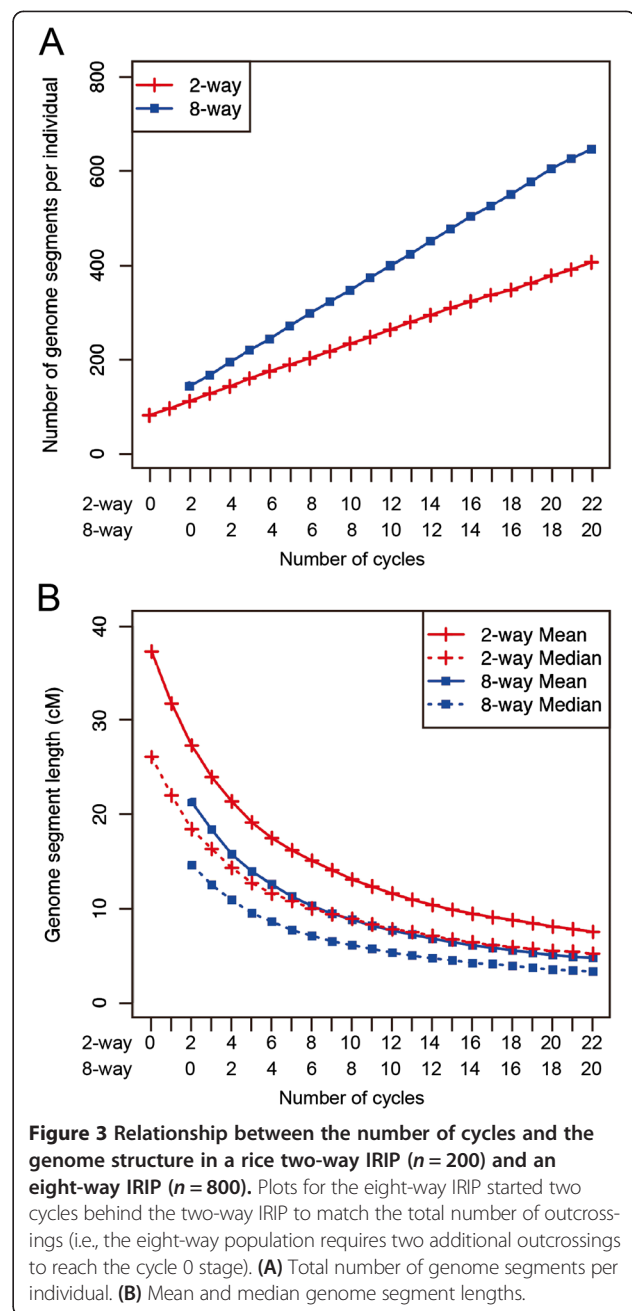 A
Number of genome segments per individual
800
600
400
200
0
2-way
8-way
2-way 0 2 4 6 8 10 12 14 16 18 20 22
8-way 0 2 4 6 8 10 12 14 16 18 20
Number of cycles
B
Genome segment length (cM)
40
30
20
10
0
2-way Mean
2-way Median
8-way Mean
8-way Median
2-way 0 2 4 6 8 10 12 14 16 18 20 22
8-way 0 2 4 6 8 10 12 14 16 18 20
Number of cycles
Figure 3 Relationship between the number of cycles and the
genome structure in a rice two-way IRIP (n = 200) and an
eight-way IRIP (n = 800). Plots for the eight-way IRIP started two
cycles behind the two-way IRIP to match the total number of outcross-
ings (i.e., the eight-way population requires two additional outcrossings
to reach the cycle 0 stage). (A) Total number of genome segments per
individual. (B) Mean and median genome segment lengths.